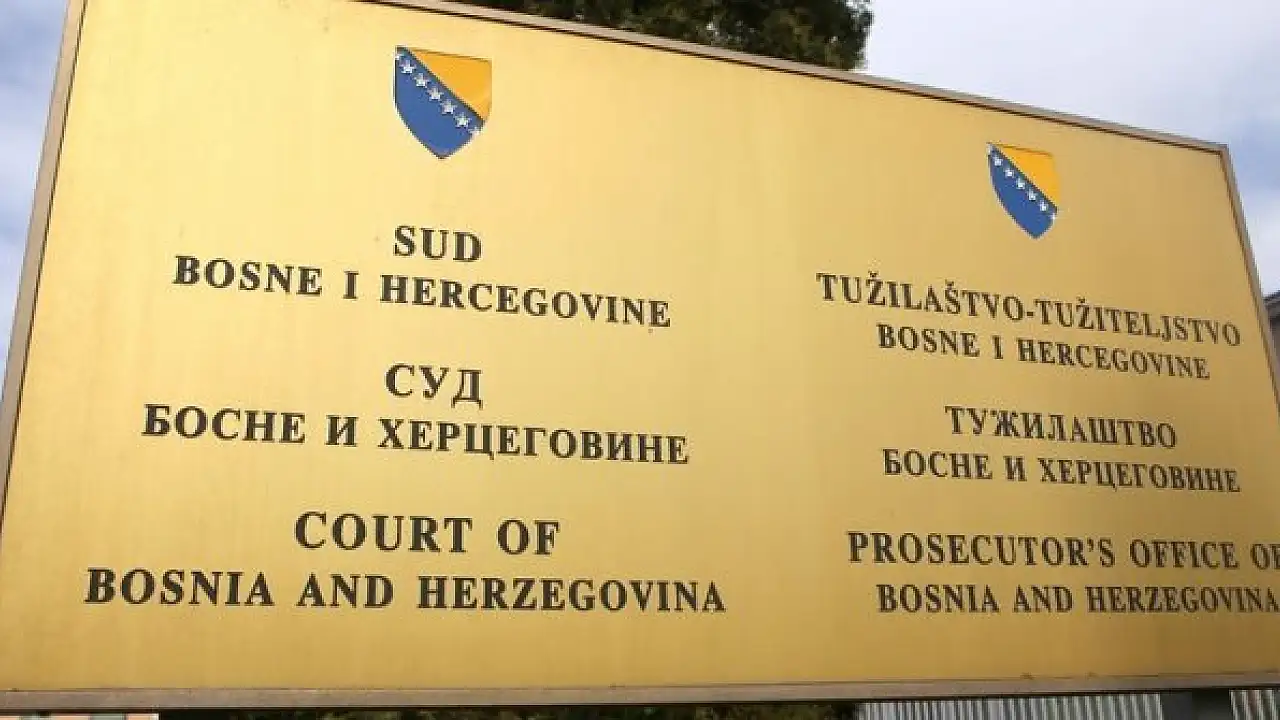 SUD
BOSNE I HERCEGOVINE
СУД
БОСНЕ И ХЕРЦЕГОВИНЕ
COURT OF
BOSNIA AND HERZEGOVINA
TUŽILAŠTVO-TUŽITELJSTVO
BOSNE I HERCEGOVINE
ТУЖИЛАШТВО
БОСНЕ И ХЕРЦЕГОВИНЕ
PROSECUTOR'S OFFICE OF
BOSNIA AND HERZEGOVINA